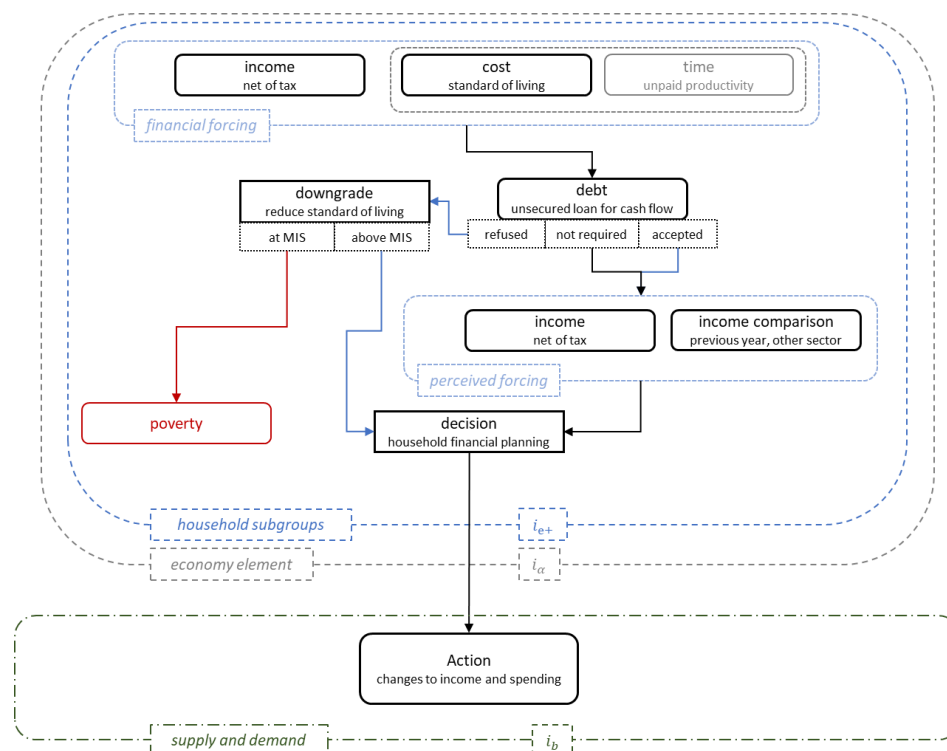 income
net of tax
cost
standard of living
time
unpaid productivity
financial forcing
downgrade
reduce standard of living
at MIS
above MIS
debt
unsecured loan for cash flow
refused
not required
accepted
income
net of tax
income comparison
previous year, other sector
perceived forcing
poverty
decision
household financial planning
household subgroups
i_{e+}
economy element
i_α
Action
changes to income and spending
supply and demand
i_b